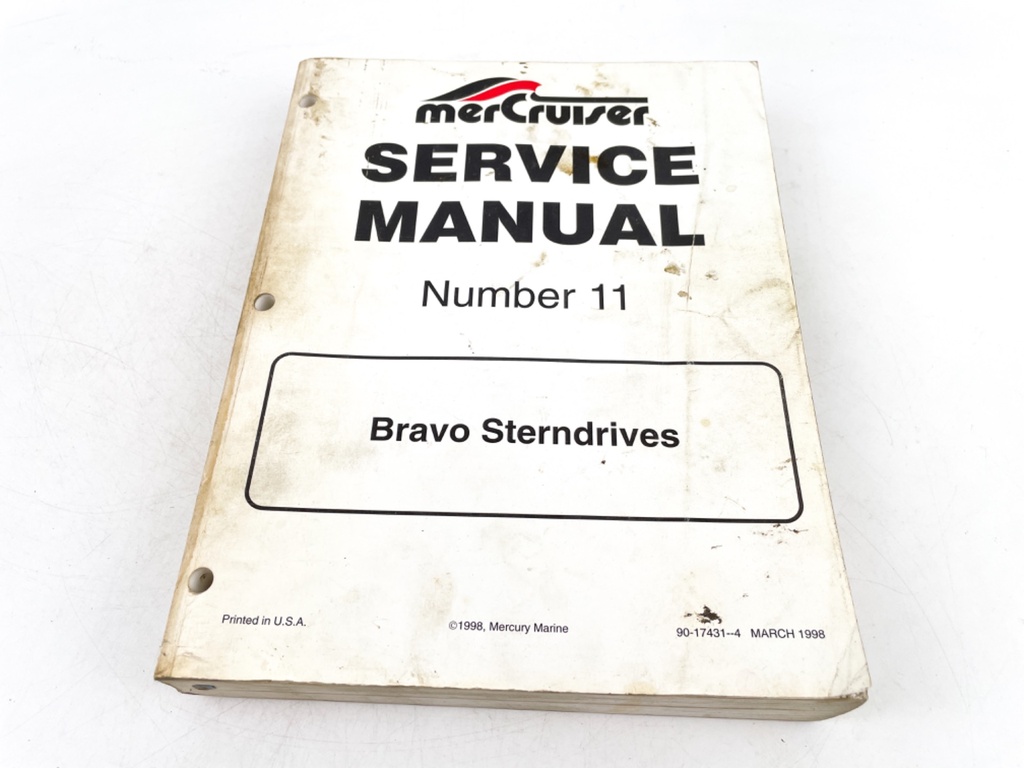 merCruiser
SERVICE
MANUAL
Number 11
Bravo Sterndrives
Printed in U.S.A.
©1998, Mercury Marine
90-17431--4 MARCH 1998